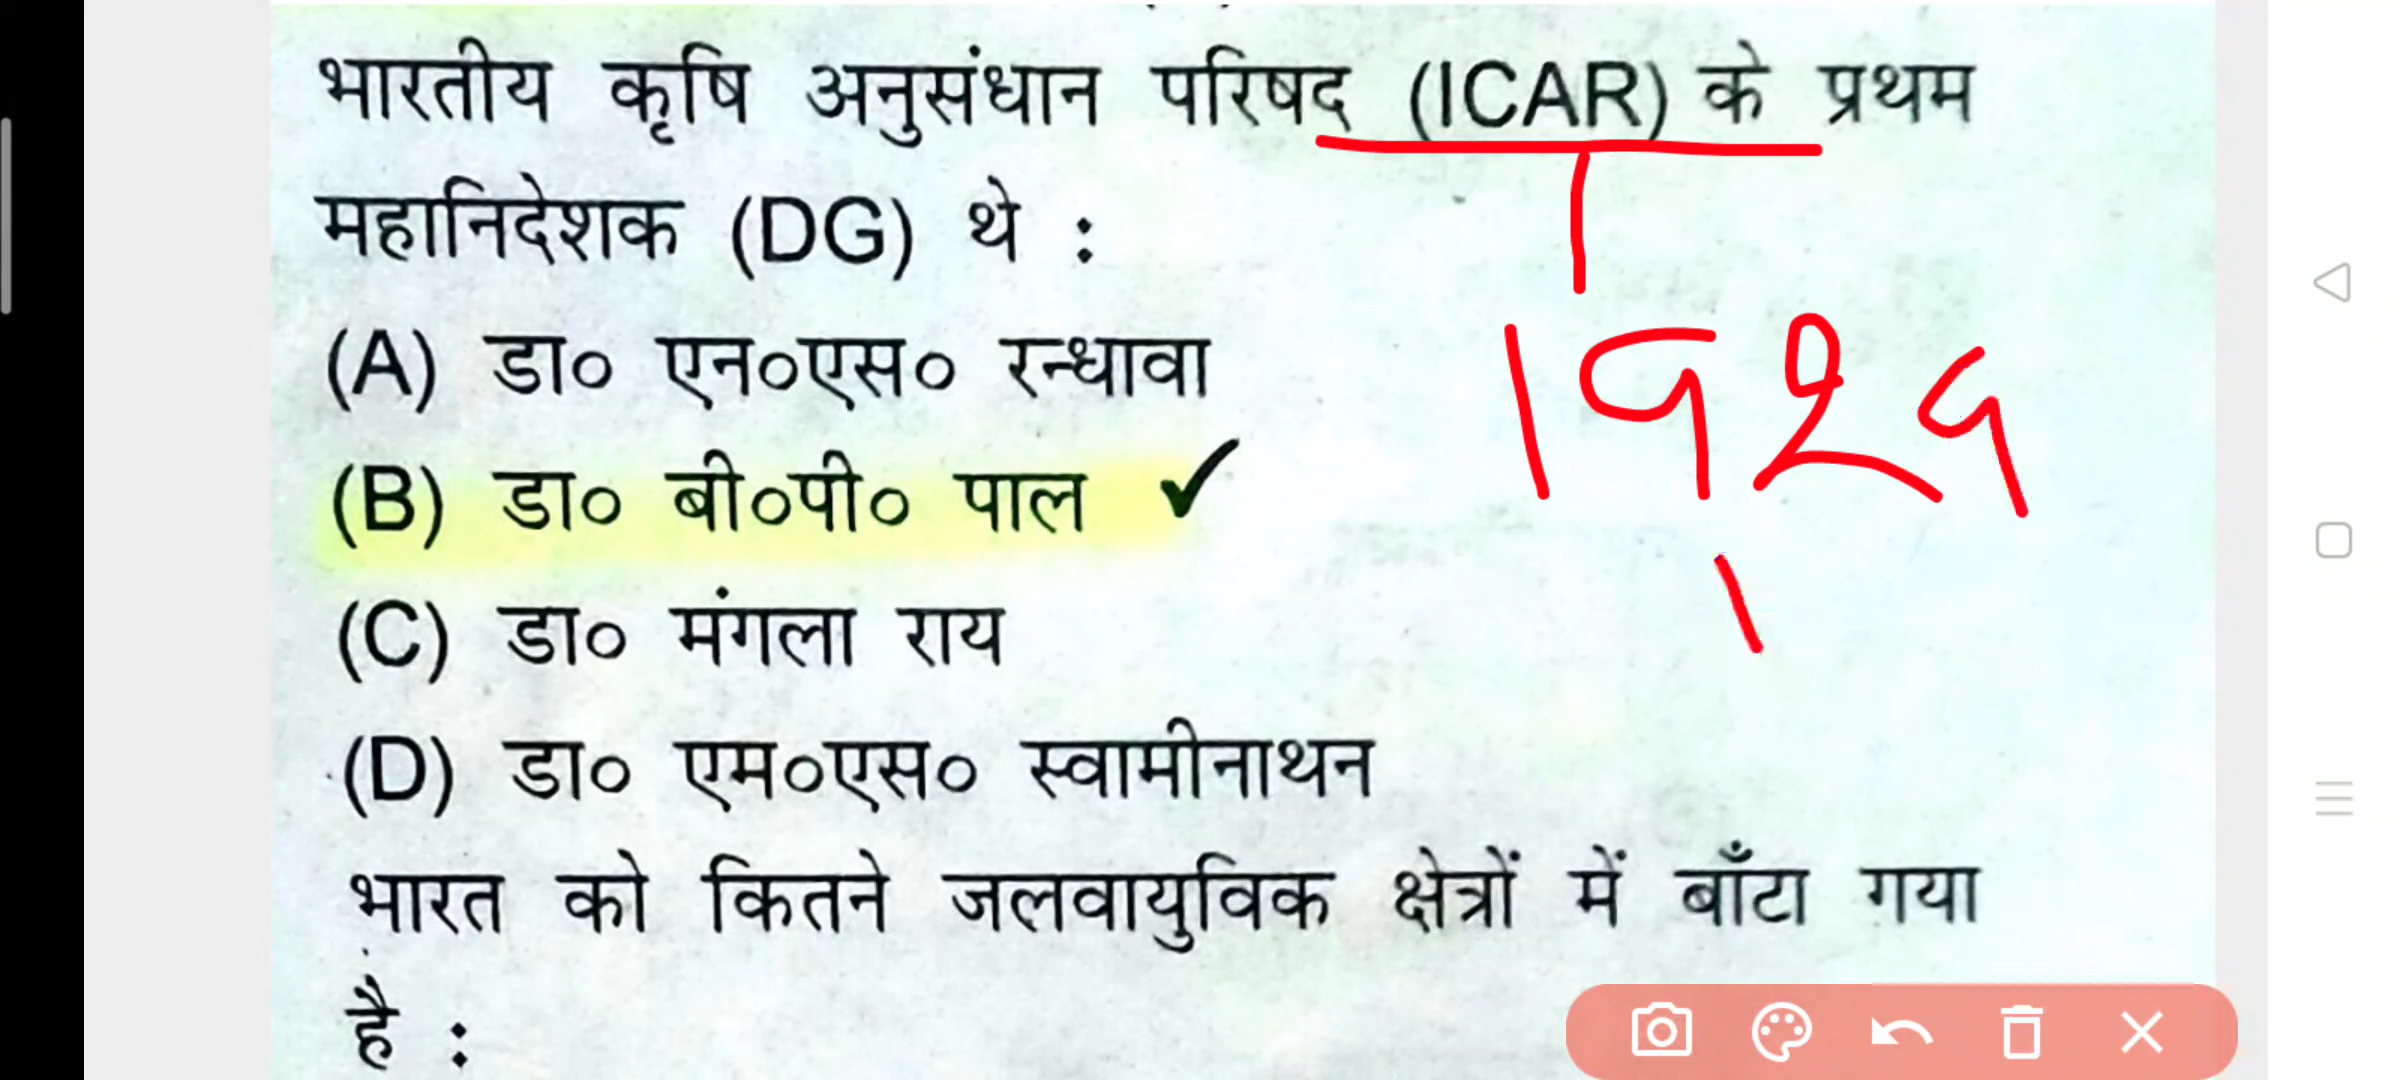 भारतीय कृषि अनुसंधान परिषद (ICAR) के प्रथम
महानिदेशक (DG) थे :
(A) डा० एन०एस० रन्धावा
1929
(B) डा० बी०पी० पाल ✓
(C) डा० मंगला राय
(D) डा० एम०एस० स्वामीनाथन
भारत को कितने जलवायुविक क्षेत्रों में बाँटा गया
है :